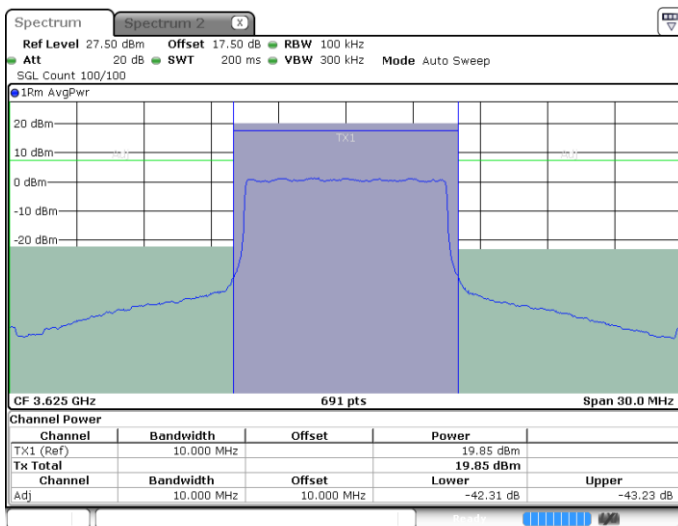 Spectrum Spectrum 2 X
Ref Level 27.50 dBm Offset 17.50 dB RBW 100 kHz
Att 20 dB SWT 200 ms VBW 300 kHz Mode Auto Sweep
SGL Count 100/100
1Rm AvgPwr
20 dBm
TX1
10 dBm Adj Adj
0 dBm
-10 dBm
-20 dBm
CF 3.625 GHz 691 pts Span 30.0 MHz
Channel Power
Channel Bandwidth Offset Power
TX1 (Ref) 10.000 MHz 19.85 dBm
Tx Total 19.85 dBm
Channel Bandwidth Offset Lower Upper
Adj 10.000 MHz 10.000 MHz -42.31 dB -43.23 dB
Ready